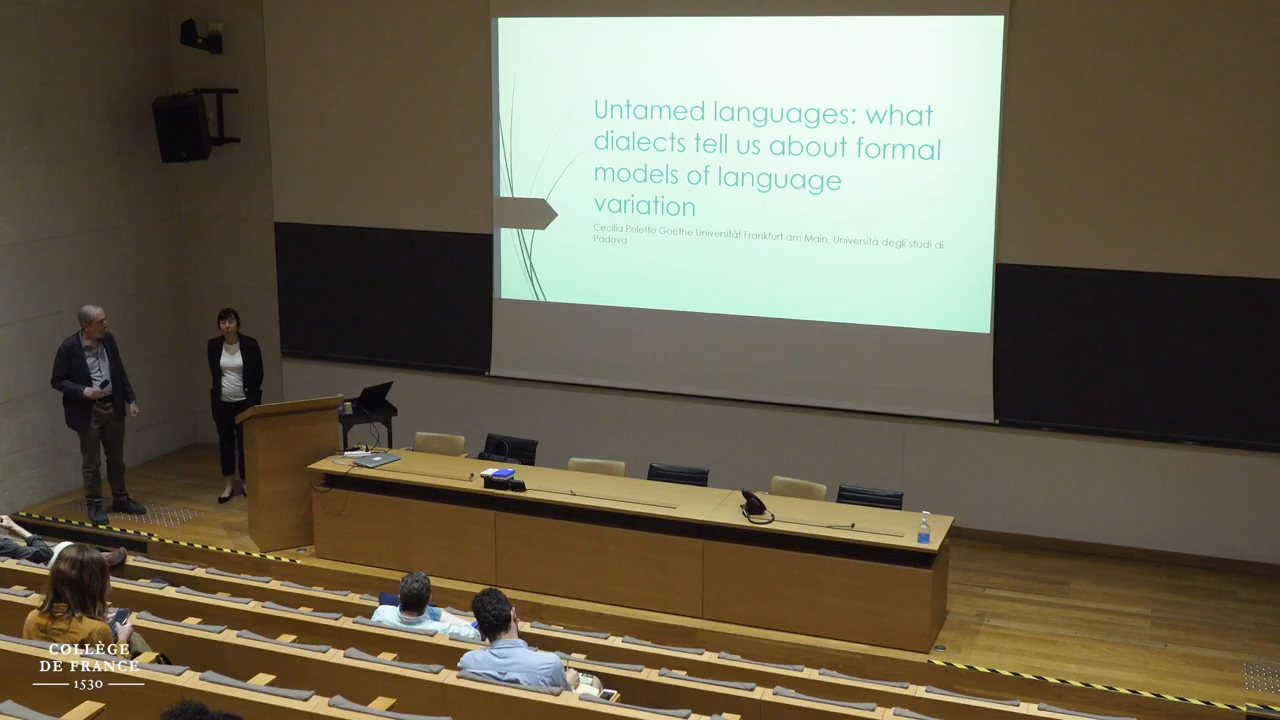 Untamed languages: what
dialects tell us about formal
models of language
variation
Cecilia Poletto Goethe Universität Frankfurt am Main, Università degli studi di
Padova
COLLÈGE
DE FRANCE
1530